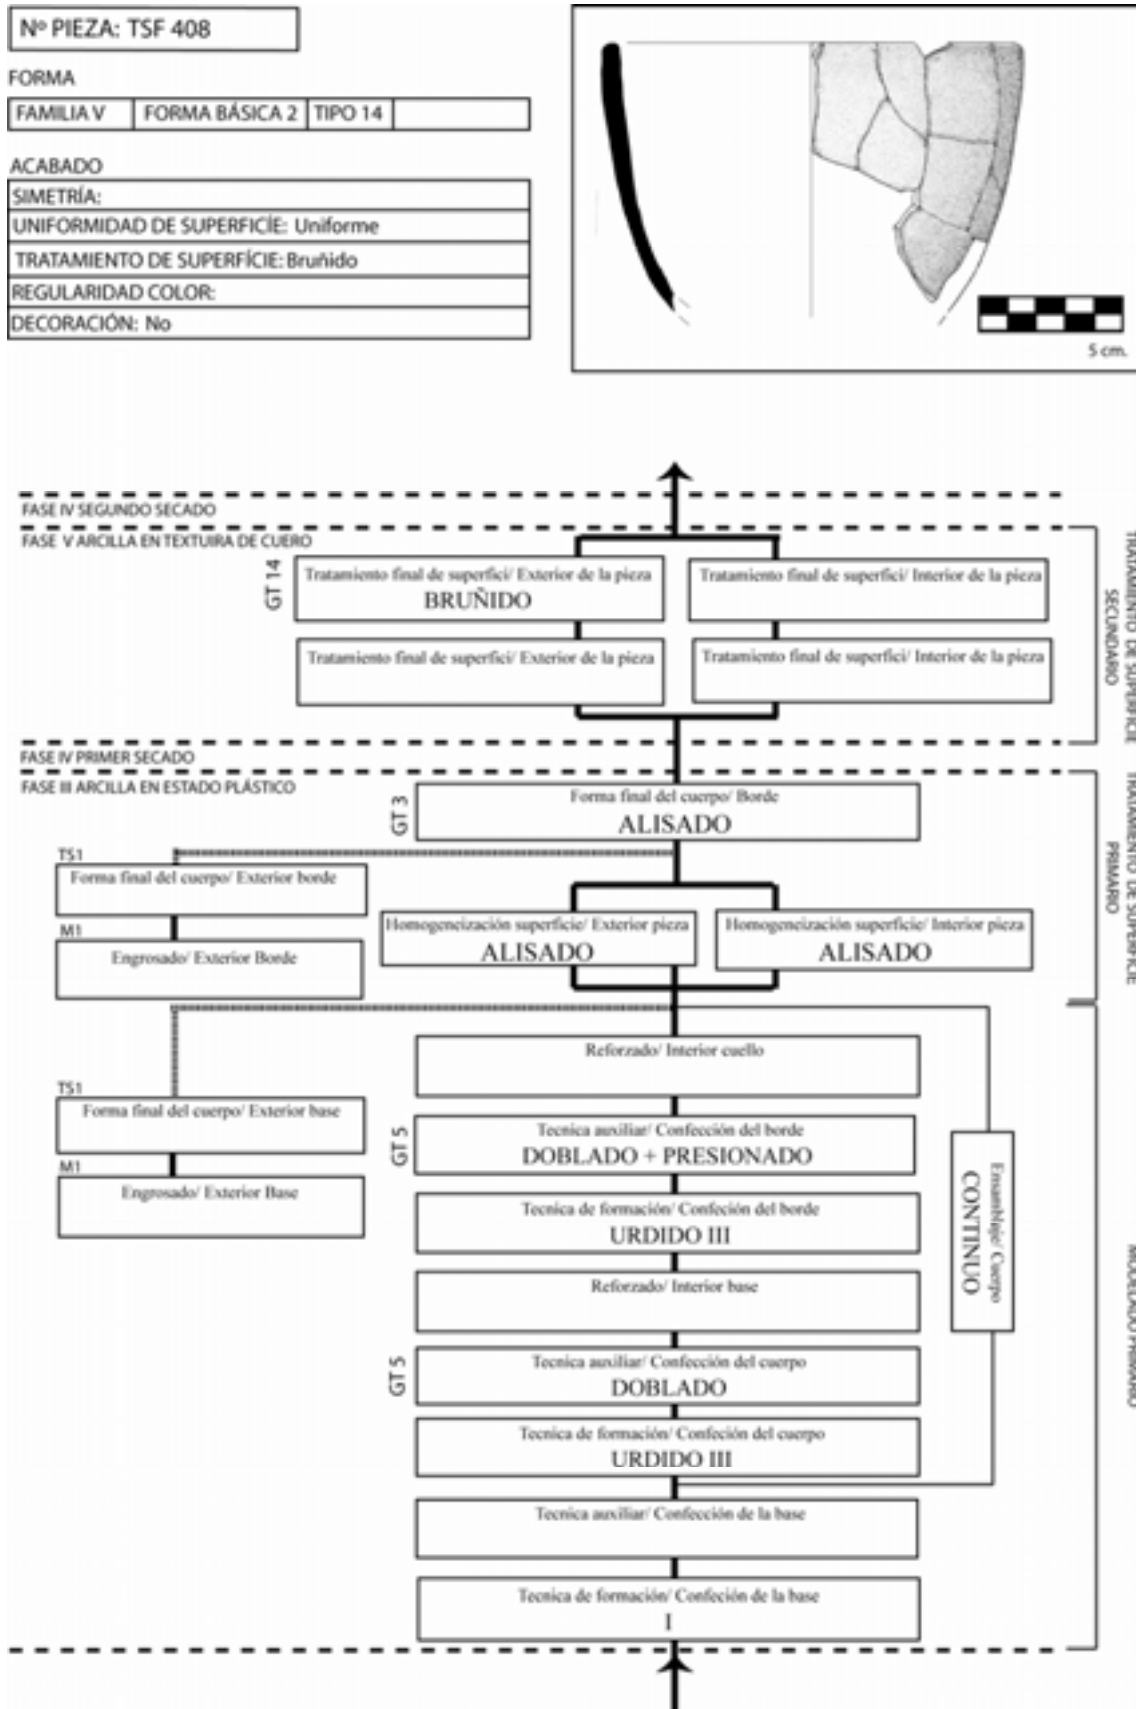 Nº PIEZA: TSF 408
FORMA
FAMILIA V FORMA BÁSICA 2 TIPO 14
ACABADO
SIMETRÍA:
UNIFORMIDAD DE SUPERFICÍE: Uniforme
TRATAMIENTO DE SUPERFÍCIE: Bruñido
REGULARIDAD COLOR:
DECORACIÓN: No
5 cm.
FASE IV SEGUNDO SECADO
FASE V ARCILLA EN TEXTUIRA DE CUERO
GT 14
Tratamiento final de superfici/ Exterior de la pieza
BRUÑIDO
Tratamiento final de superfici/ Interior de la pieza
Tratamiento final de superfici/ Exterior de la pieza
Tratamiento final de superfici/ Interior de la pieza
TRATAMIENTO DE SUPERFICIE
SECUNDARIO
FASE IV PRIMER SECADO
FASE III ARCILLA EN ESTADO PLÁSTICO
GT 3
Forma final del cuerpo/ Borde
ALISADO
TS1
Forma final del cuerpo/ Exterior borde
M1
Engrosado/ Exterior Borde
Homogeneización superficie/ Exterior pieza
ALISADO
Homogeneización superficie/ Interior pieza
ALISADO
TRATAMIENTO DE SUPERFICIE
PRIMARIO
Reforzado/ Interior cuello
TS1
Forma final del cuerpo/ Exterior base
M1
Engrosado/ Exterior Base
GT 5
Tecnica auxiliar/ Confección del borde
DOBLADO + PRESIONADO
Tecnica de formación/ Confeción del borde
URDIDO III
Reforzado/ Interior base
GT 5
Tecnica auxiliar/ Confección del cuerpo
DOBLADO
Tecnica de formación/ Confeción del cuerpo
URDIDO III
Ensamblaje/ Cuerpo
CONTINUO
Tecnica auxiliar/ Confección de la base
Tecnica de formación/ Confeción de la base
I
MODELADO PRIMARIO